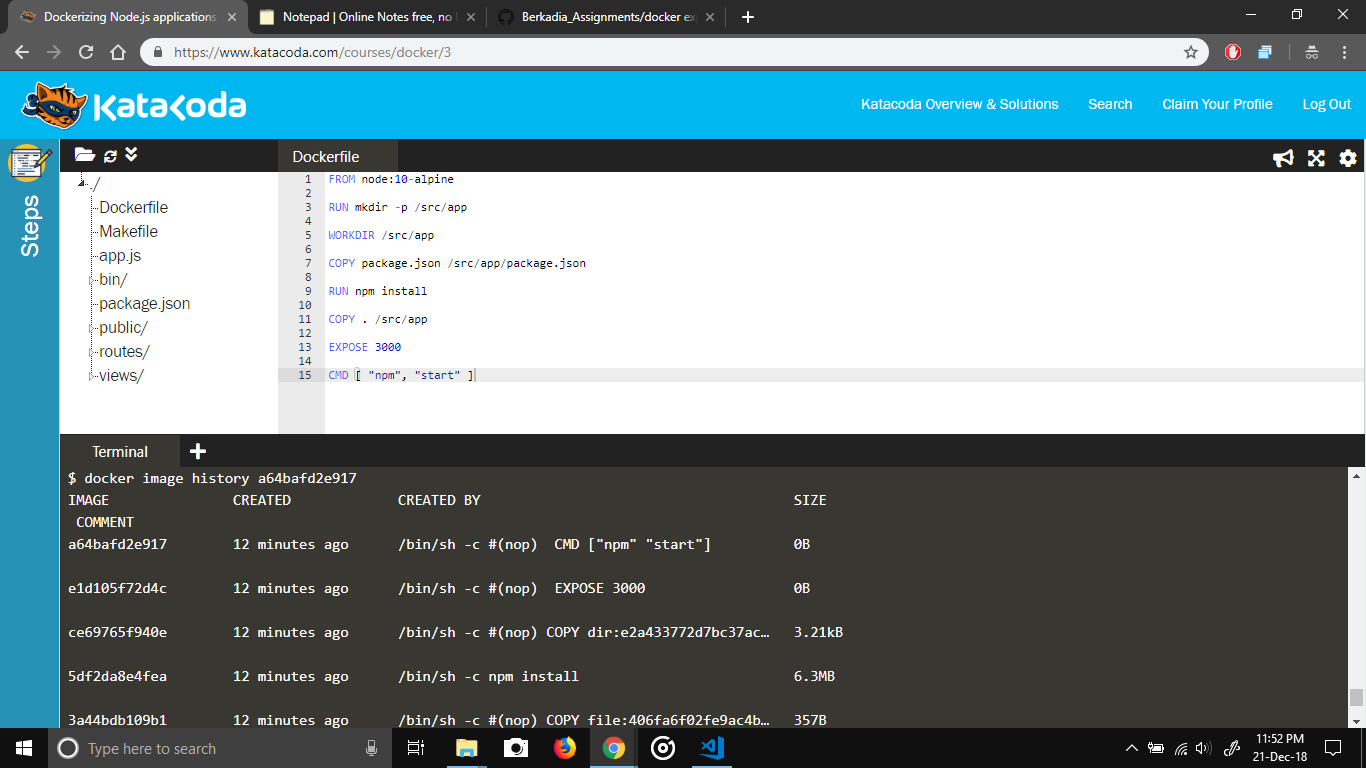 Dockerizing Node.js applications
Notepad | Online Notes free, no
Berkadia_Assignments/docker ex
https://www.katacoda.com/courses/docker/3
KataKoda
Katacoda Overview & Solutions
Search
Claim Your Profile
Log Out
Steps
Dockerfile
./
Dockerfile
Makefile
app.js
bin/
package.json
public/
routes/
views/
1 FROM node:10-alpine
2
3 RUN mkdir -p /src/app
4
5 WORKDIR /src/app
6
7 COPY package.json /src/app/package.json
8
9 RUN npm install
10
11 COPY . /src/app
12
13 EXPOSE 3000
14
15 CMD [ "npm", "start" ]
Terminal
$ docker image history a64bafd2e917
IMAGE CREATED CREATED BY SIZE
COMMENT
a64bafd2e917 12 minutes ago /bin/sh -c #(nop)  CMD ["npm" "start"] 0B
e1d105f72d4c 12 minutes ago /bin/sh -c #(nop)  EXPOSE 3000 0B
ce69765f940e 12 minutes ago /bin/sh -c #(nop) COPY dir:e2a433772d7bc37ac… 3.21kB
5df2da8e4fea 12 minutes ago /bin/sh -c npm install 6.3MB
3a44bdb109b1 12 minutes ago /bin/sh -c #(nop) COPY file:406fa6f02fe9ac4b… 357B
Type here to search
11:52 PM
21-Dec-18